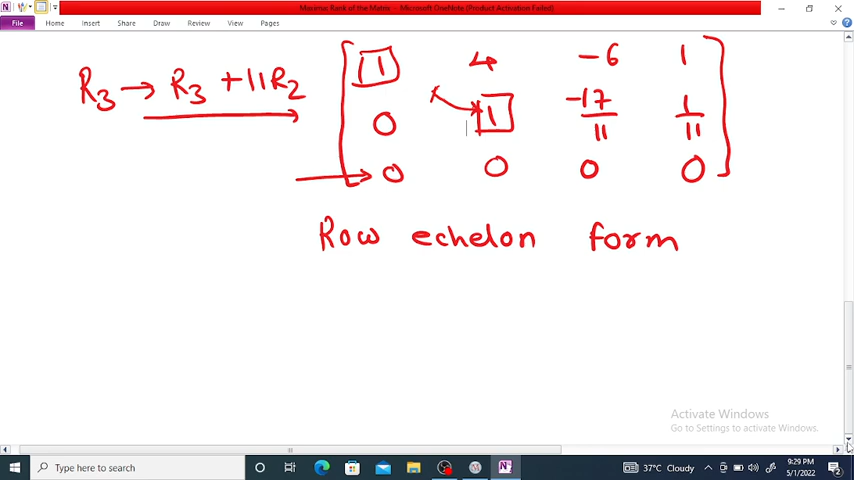 Maximis Rank of the Matrix -- Microsoft OneNote (Product Activation Failed)
File Home Insert Share Draw Review View Pages
R3 → R3 + 11R2
1 4 -6 1
0 1 -17/11 1/11
0 0 0 0
Row echelon form
Activate Windows
Go to Settings to activate Windows.
Type here to search
37°C Cloudy
9:29 PM
5/1/2022
2